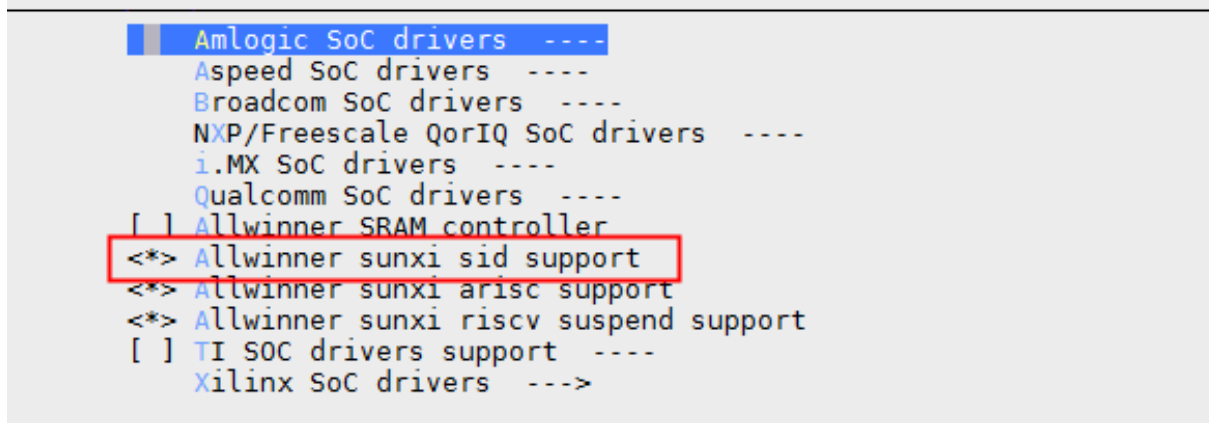 Amlogic SoC drivers  ----
Aspeed SoC drivers  ----
Broadcom SoC drivers  ----
NXP/Freescale QorIQ SoC drivers  ----
i.MX SoC drivers  ----
Qualcomm SoC drivers  ----
[ ] Allwinner SRAM controller
<*> Allwinner sunxi sid support
<*> Allwinner sunxi arisc support
<*> Allwinner sunxi riscv suspend support
[ ] TI SOC drivers support  ----
Xilinx SoC drivers  --->